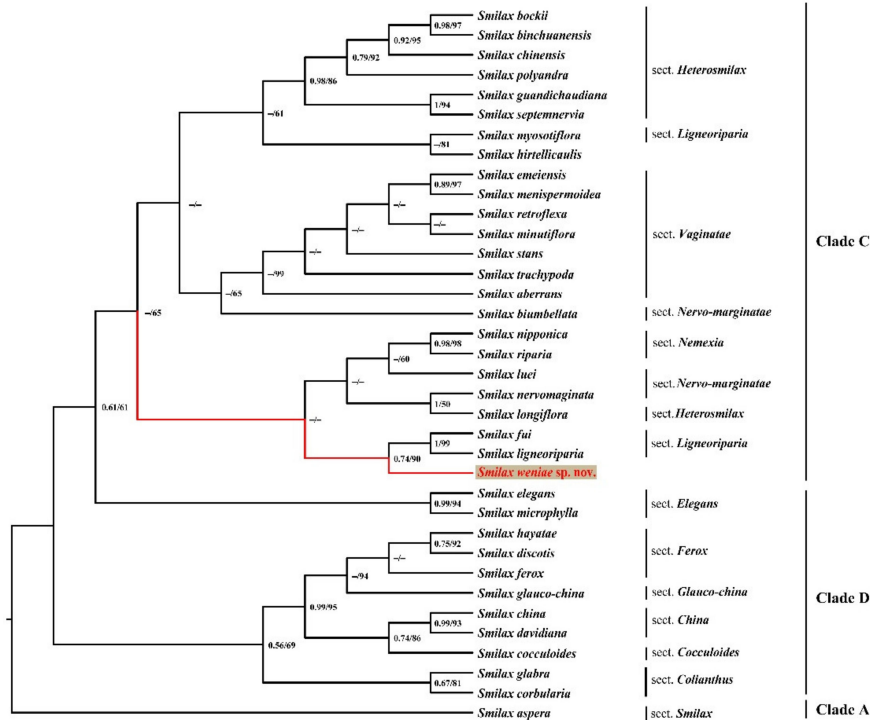 Smilax bockii
0.98/97
Smilax binchuanensis
0.92/95
Smilax chinensis
0.79/92
Smilax polyandra
sect. Heterosmilax
0.98/86
Smilax guandichaudiana
1/94
Smilax septemnervia
–/61
Smilax myosotiflora
sect. Ligneoriparia
–/81
Smilax hirtellicaulis
Smilax emeiensis
0.89/97
Smilax menispermoidea
–/–
–/–
Smilax retroflexa
–/–
Smilax minutiflora
sect. Vaginatae
Clade C
–/–
–/–
Smilax stans
–/99
Smilax trachypoda
–/65
Smilax aberrans
–/65
Smilax biumbellata
sect. Nervo-marginatae
Smilax nipponica
0.98/98
sect. Nemexia
Smilax riparia
–/60
Smilax luei
–/–
sect. Nervo-marginatae
Smilax nervomaginata
1/50
0.61/61
Smilax longiflora
sect.Heterosmilax
–/–
Smilax fui
1/99
sect. Ligneoriparia
Smilax ligneoriparia
0.74/90
Smilax weniae sp. nov.
Smilax elegans
0.99/94
sect. Elegans
Smilax microphylla
Smilax hayatae
0.75/92
Smilax discotis
sect. Ferox
–/–
Smilax ferox
–/94
Smilax glauco-china
sect. Glauco-china
Clade D
0.99/95
Smilax china
0.99/93
sect. China
Smilax davidiana
0.74/86
0.56/69
Smilax cocculoides
sect. Cocculoides
Smilax glabra
0.67/81
sect. Colianthus
Smilax corbularia
Smilax aspera
sect. Smilax
Clade A